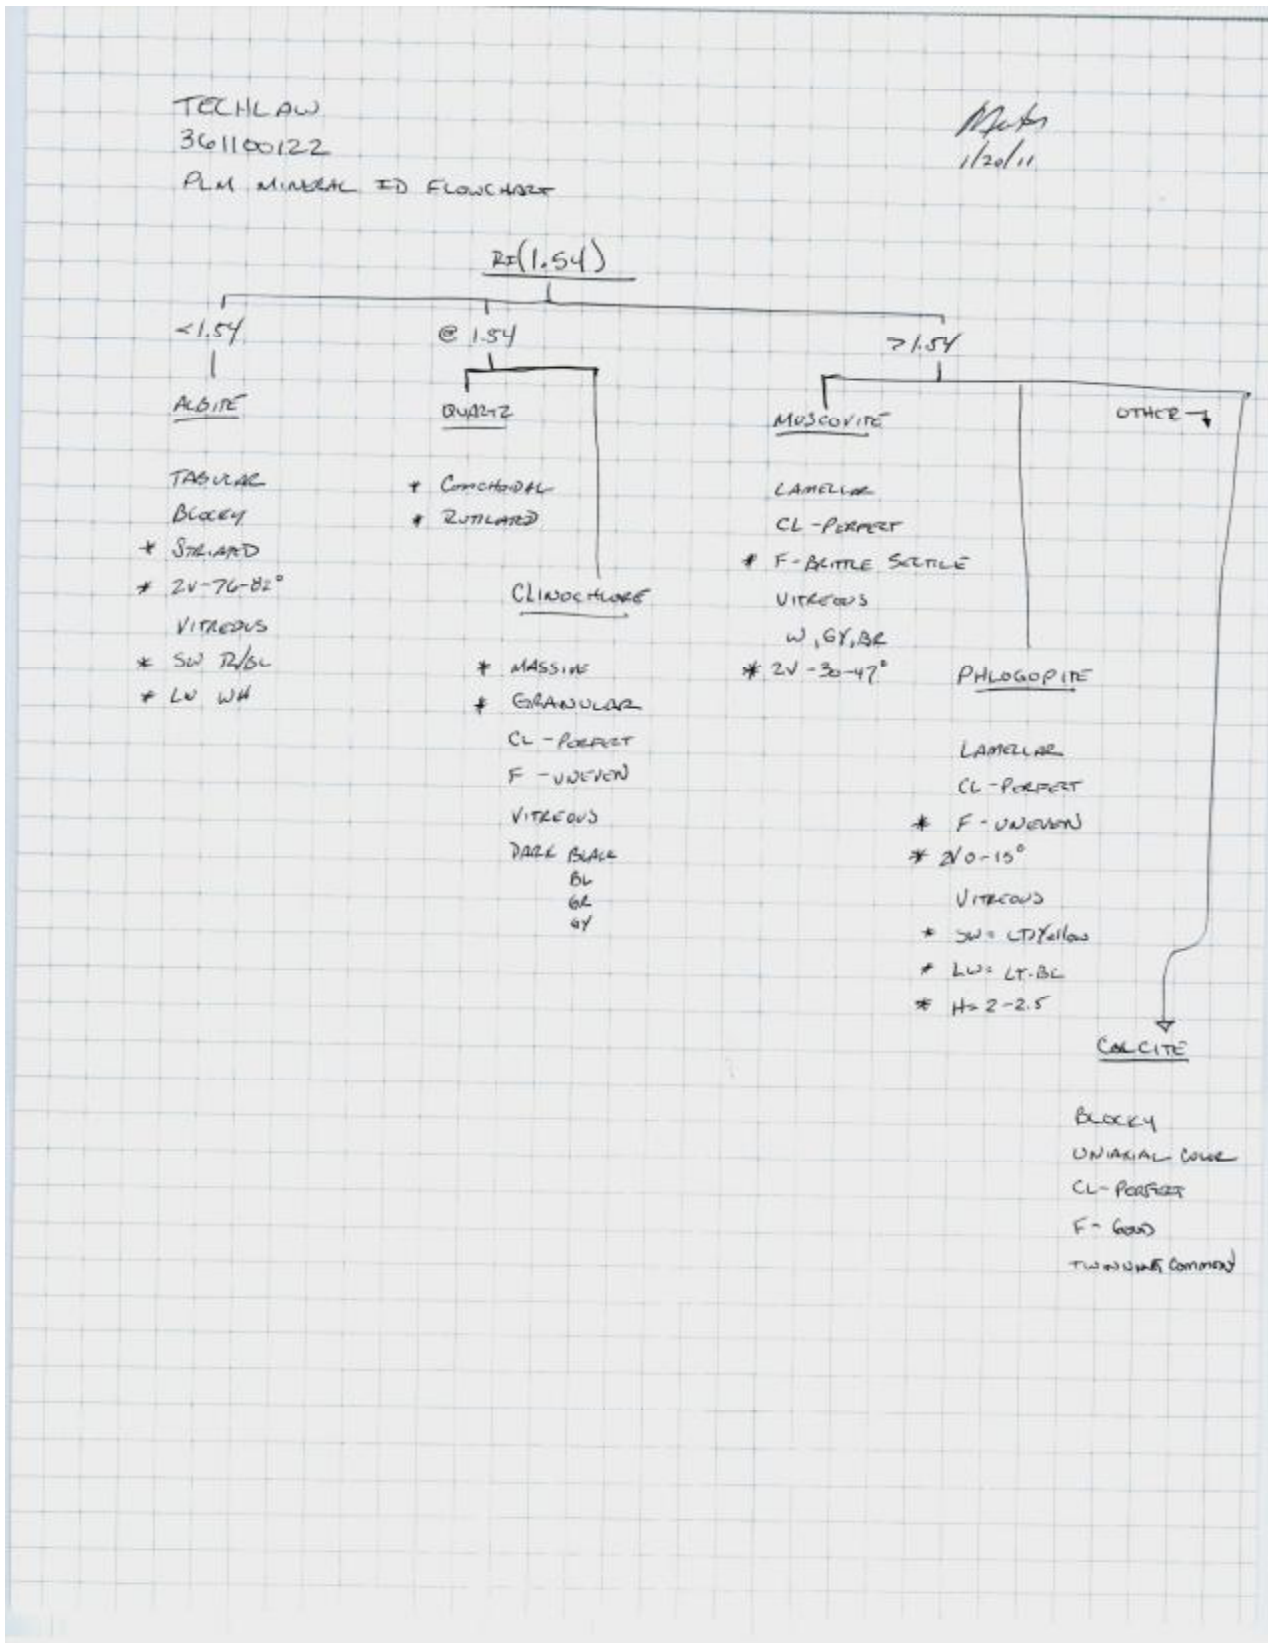 TECHLAW
361100122
PLM MINERAL ID FLOWCHART
1/20/11
RI(1.54)
<1.54
@ 1.54
>1.54
ALBITE
TABULAR
BLOCKY
* STRIATED
* 2V-76-82°
VITREOUS
* SW R/BL
* LW WH
QUARTZ
* CONCHOIDAL
* RUTILATED
CLINOCHLORE
* MASSIVE
* GRANULAR
CL - PERFECT
F - UNEVEN
VITREOUS
DARK BLACK
BL
GR
GY
MUSCOVITE
LAMELLAR
CL - PERFECT
* F - BRITTLE SECTILE
VITREOUS
W, GY, BR
* 2V - 30-47°
PHLOGOPITE
LAMELLAR
CL - PERFECT
* F - UNEVEN
* 2V 0-15°
VITREOUS
* SW = LT Yellow
* LW = LT-BL
* H = 2-2.5
OTHER
CALCITE
BLOCKY
UNIAXIAL COLOR
CL - PERFECT
F - GOOD
TWINNING Common